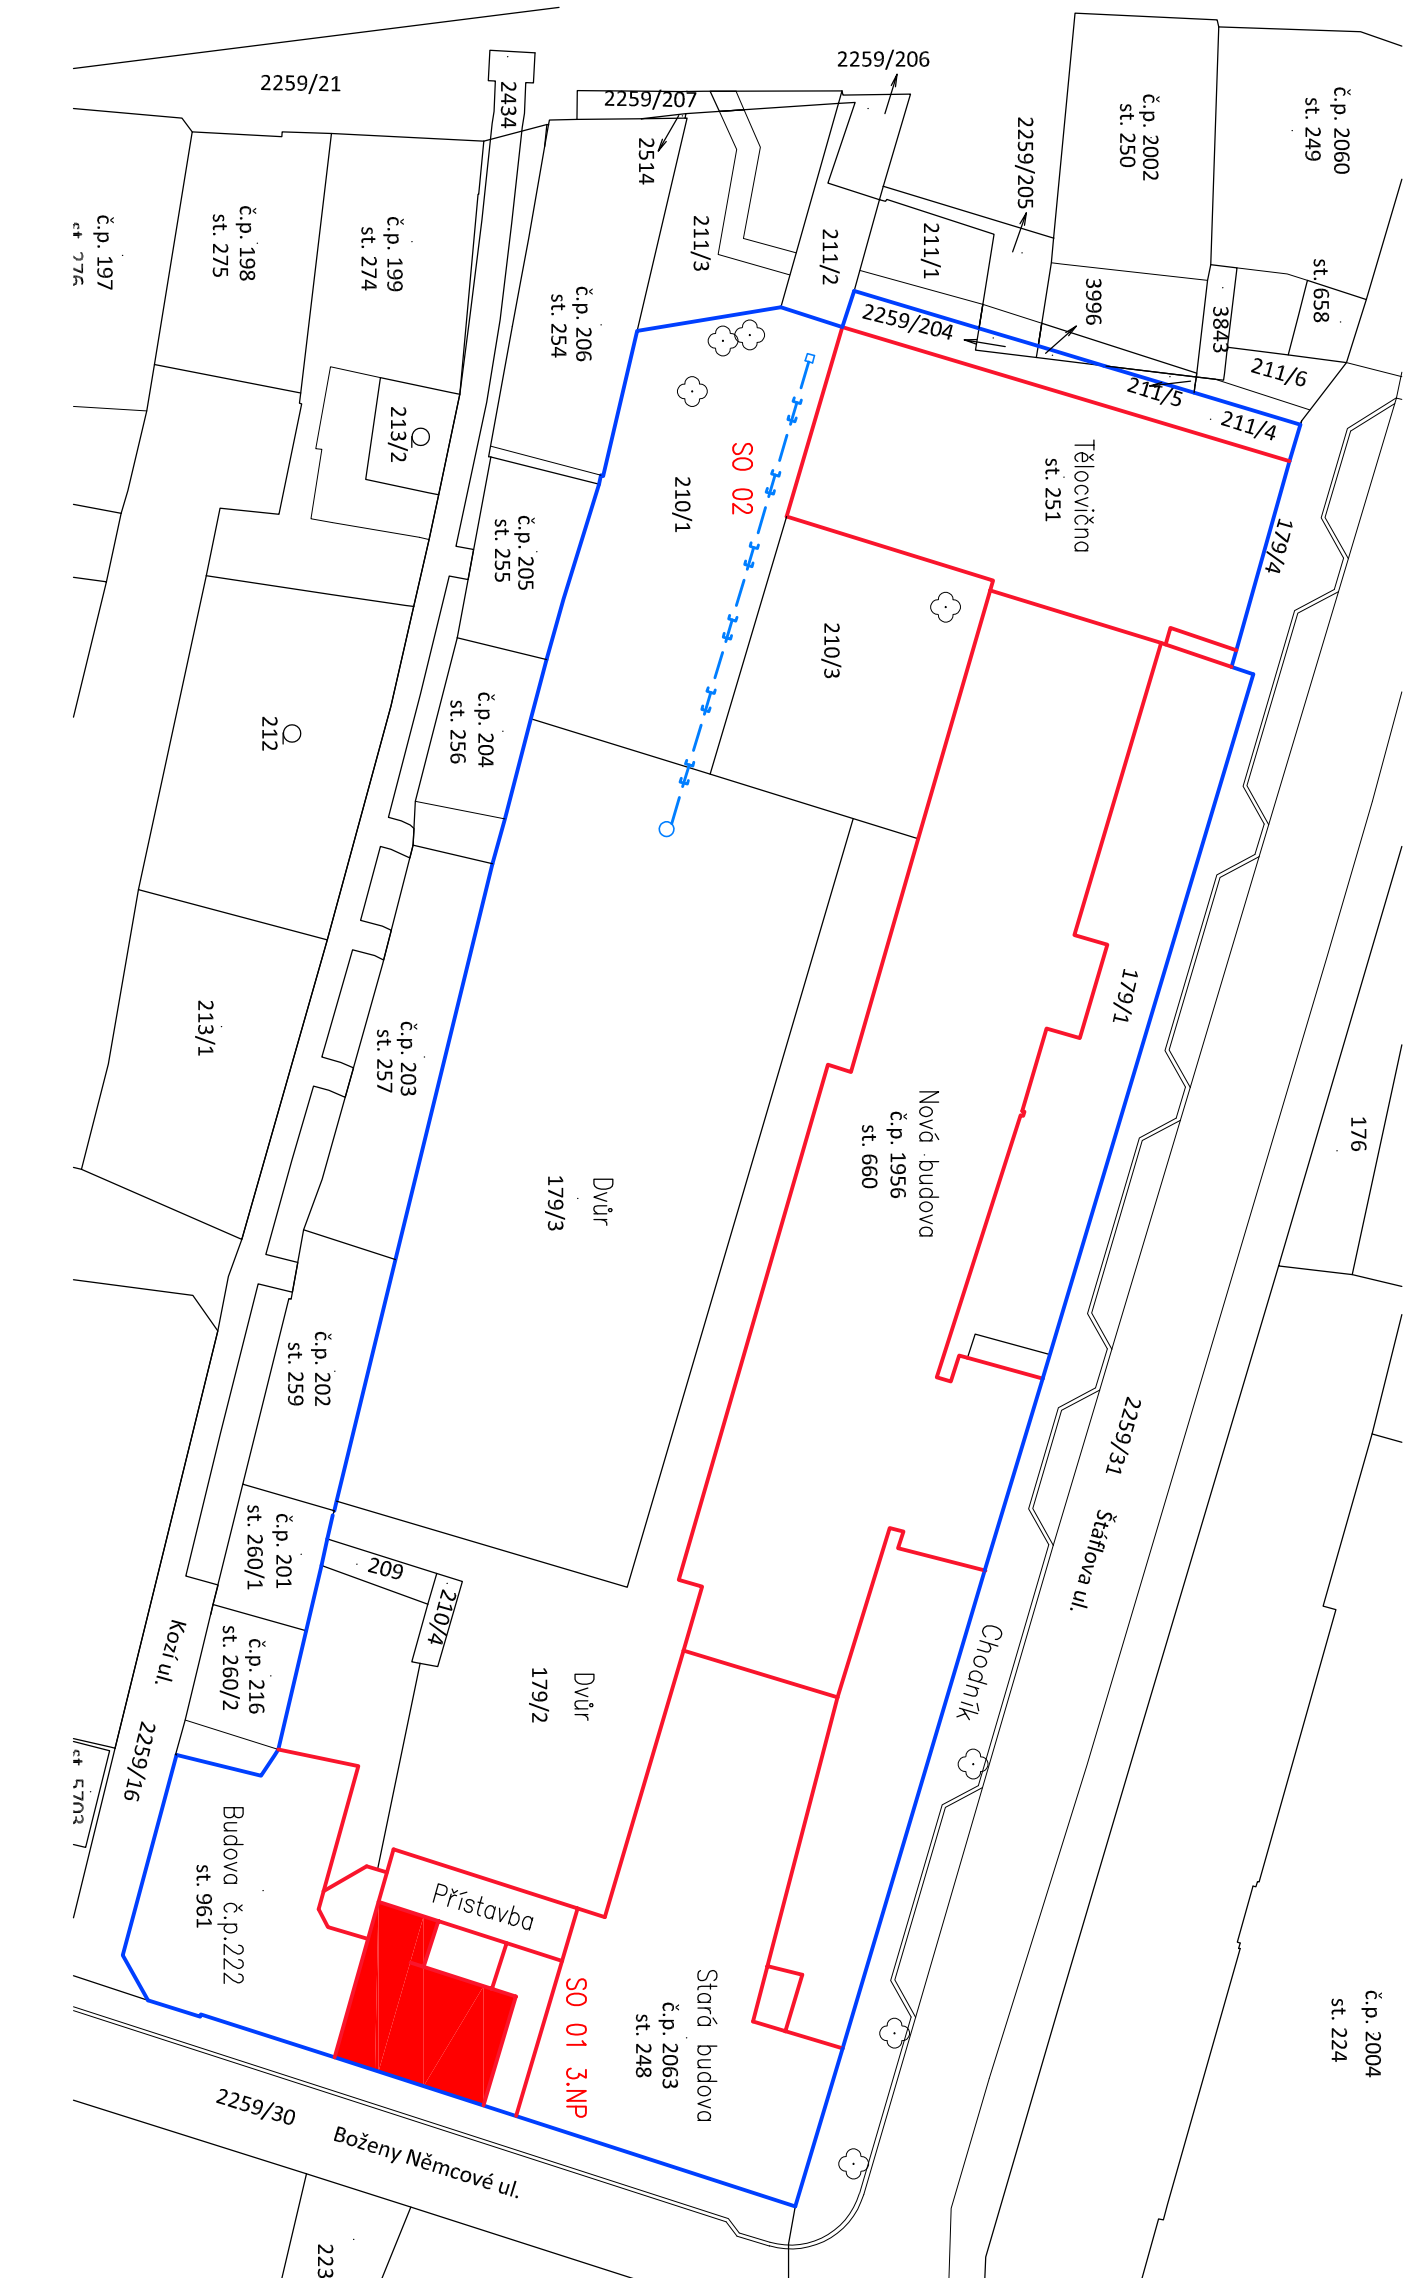 2259/21
2434
2259/207
2514
2259/206
2259/205
č.p. 2002
st. 250
č.p. 2060
st. 249
st. 658
č.p. 197
č.p. 198
st. 275
č.p. 199
st. 274
č.p. 206
st. 254
211/3
211/2
211/1
2259/204
3996
3843
211/6
211/5
211/4
213/2
210/1
SO 02
Tělocvična
st. 251
179/4
č.p. 205
st. 255
210/3
212
č.p. 204
st. 256
213/1
č.p. 203
st. 257
179/1
Nová budova
č.p. 1956
st. 660
176
Dvůr
179/3
č.p. 202
st. 259
2259/31
Štáflova ul.
č.p. 201
st. 260/1
209
210/4
č.p. 216
st. 260/2
Kozí ul.
2259/16
Dvůr
179/2
Chodník
Budova č.p.222
st. 961
Přístavba
SO 01 3.NP
Stará budova
č.p. 2063
st. 248
č.p. 2004
st. 224
2259/30
Boženy Němcové ul.
223